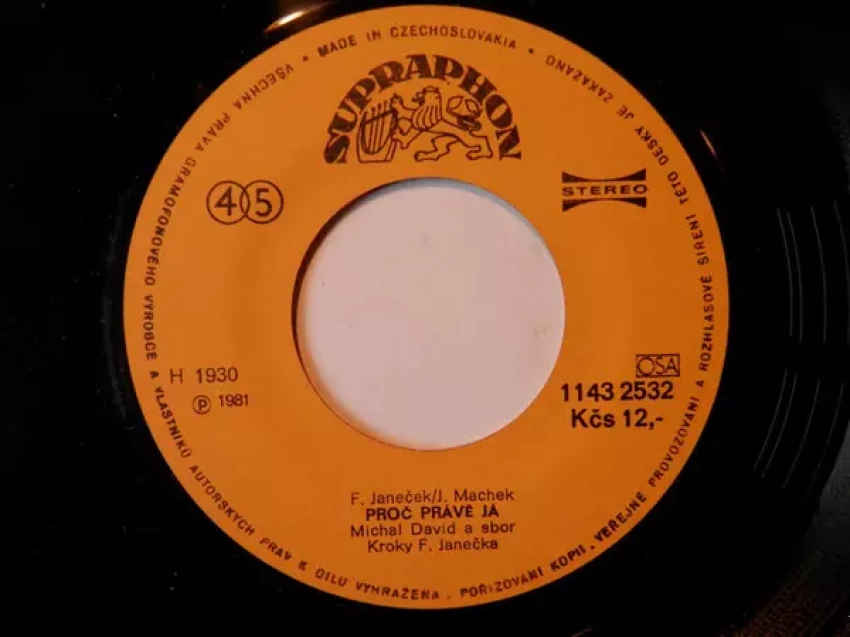 • MADE IN CZECHOSLOVAKIA •
SUPRAPHON
45
STEREO
H 1930
Ⓟ 1981
OSA
1143 2532
Kčs 12,-
F. Janeček/J. Machek
PROČ PRÁVĚ JÁ
Michal David a sbor
Kroky F. Janečka
VŠECHNA PRÁVA GRAMOFONOVÉHO VÝROBCE A VLASTNÍKŮ AUTORSKÝCH PRÁV K DÍLU VYHRAŽENA. POŘIZOVÁNÍ KOPIÍ, VEŘEJNÉ PROVOZOVÁNÍ A ROZHLASOVÉ ŠÍŘENÍ TÉTO DESKY JE ZAKÁZÁNO